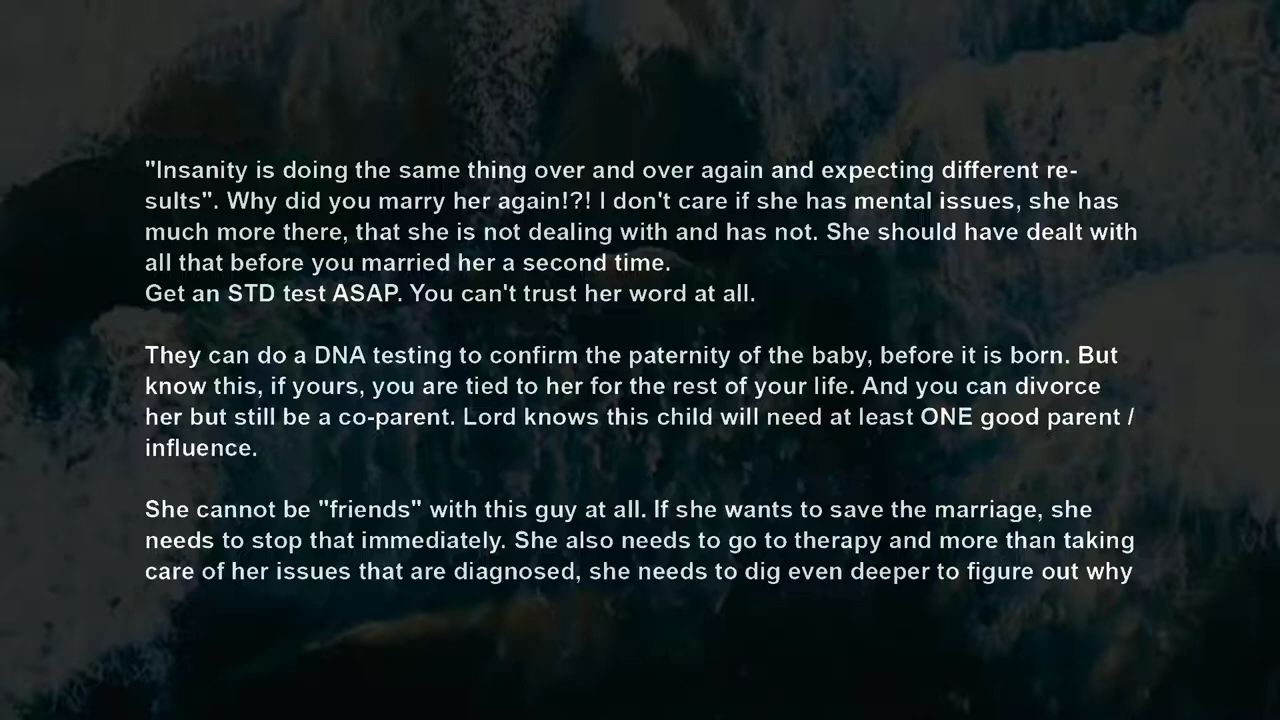 "Insanity is doing the same thing over and over again and expecting different re-
sults". Why did you marry her again!?! I don't care if she has mental issues, she has
much more there, that she is not dealing with and has not. She should have dealt with
all that before you married her a second time.
Get an STD test ASAP. You can't trust her word at all.
They can do a DNA testing to confirm the paternity of the baby, before it is born. But
know this, if yours, you are tied to her for the rest of your life. And you can divorce
her but still be a co-parent. Lord knows this child will need at least ONE good parent /
influence.
She cannot be "friends" with this guy at all. If she wants to save the marriage, she
needs to stop that immediately. She also needs to go to therapy and more than taking
care of her issues that are diagnosed, she needs to dig even deeper to figure out why